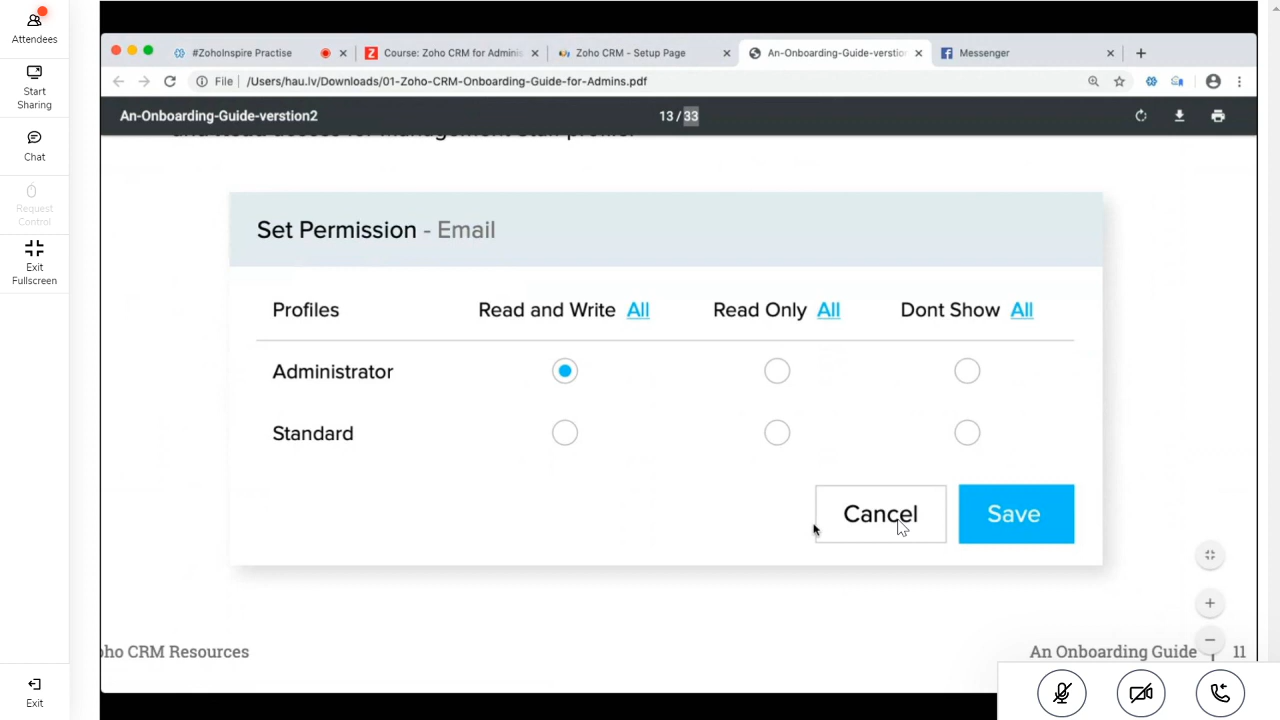 Attendees
Start
Sharing
Chat
Request
Control
Exit
Fullscreen
Exit
#ZohoInspire Practise
Course: Zoho CRM for Adminis
Zoho CRM - Setup Page
An-Onboarding-Guide-verstion
Messenger
File
/Users/hau.lv/Downloads/01-Zoho-CRM-Onboarding-Guide-for-Admins.pdf
An-Onboarding-Guide-verstion2
13 / 33
and Read access for management staff profile.
Set Permission - Email
Profiles Read and Write All Read Only All Dont Show All
Administrator
Standard
Cancel Save
oho CRM Resources
An Onboarding Guide | 11